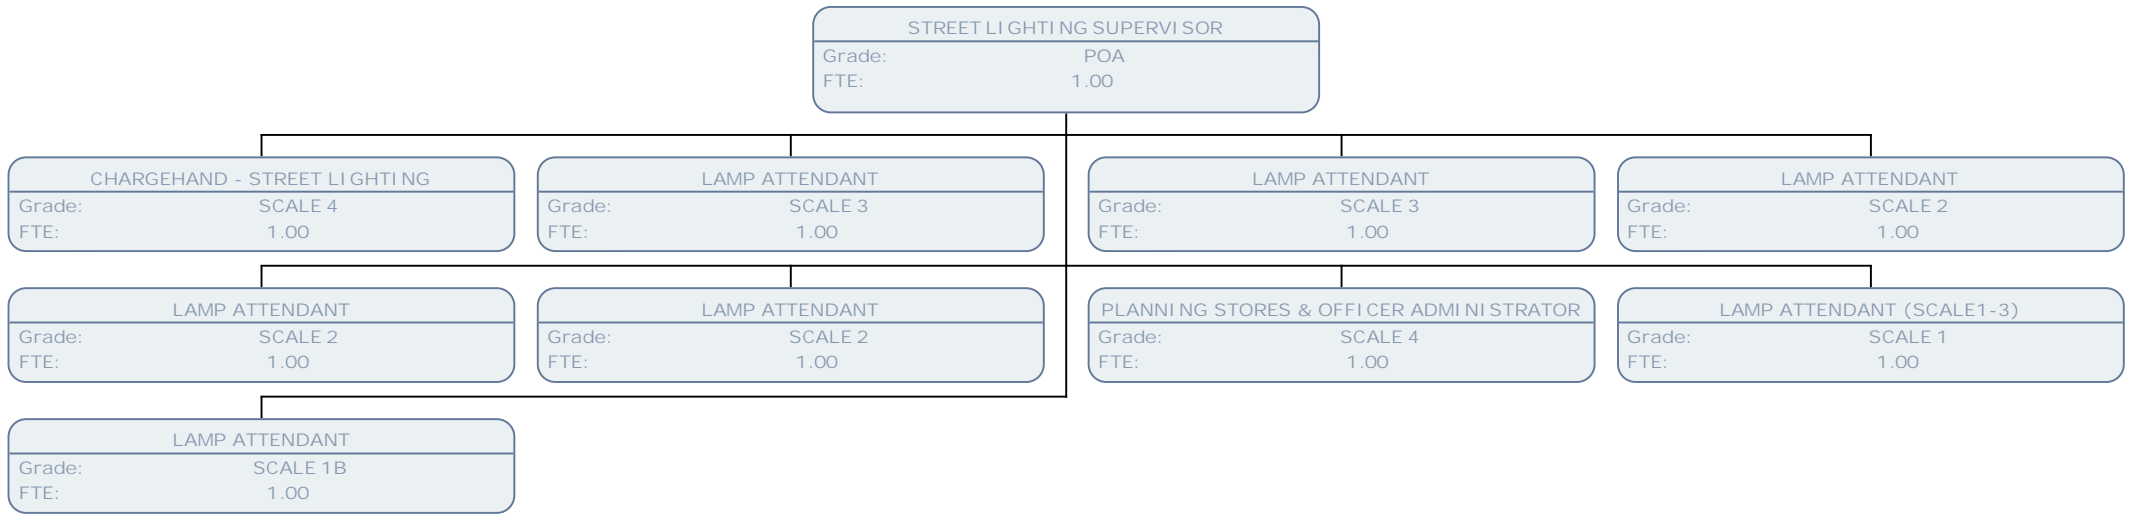 STREET LIGHTING SUPERVISOR
Grade: POA
FTE: 1.00
CHARGEHAND - STREET LIGHTING
Grade: SCALE 4
FTE: 1.00
LAMP ATTENDANT
Grade: SCALE 3
FTE: 1.00
LAMP ATTENDANT
Grade: SCALE 3
FTE: 1.00
LAMP ATTENDANT
Grade: SCALE 2
FTE: 1.00
LAMP ATTENDANT
Grade: SCALE 2
FTE: 1.00
LAMP ATTENDANT
Grade: SCALE 2
FTE: 1.00
PLANNING STORES & OFFICER ADMINISTRATOR
Grade: SCALE 4
FTE: 1.00
LAMP ATTENDANT (SCALE1-3)
Grade: SCALE 1
FTE: 1.00
LAMP ATTENDANT
Grade: SCALE 1B
FTE: 1.00